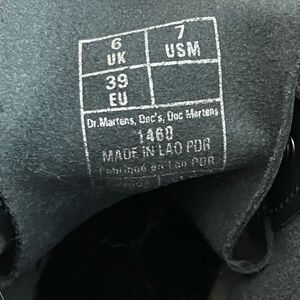 6 7
UK USM
39
EU
Dr.Martens, Doc's, Doc Martens
1460
MADE IN LAO PDR
Fabriqué en Lao PDR